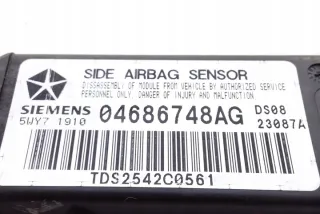 SIDE AIRBAG SENSOR
DISSASSEMBLY OF MODULE FROM VEHICLE BY AUTHORIZED SERVICE
PERSONNEL ONLY. DANGER OF INJURY AND MALFUNCTION.
SIEMENS 04686748AG DS08
5WY7 1910 23087A
TDS2542C0561